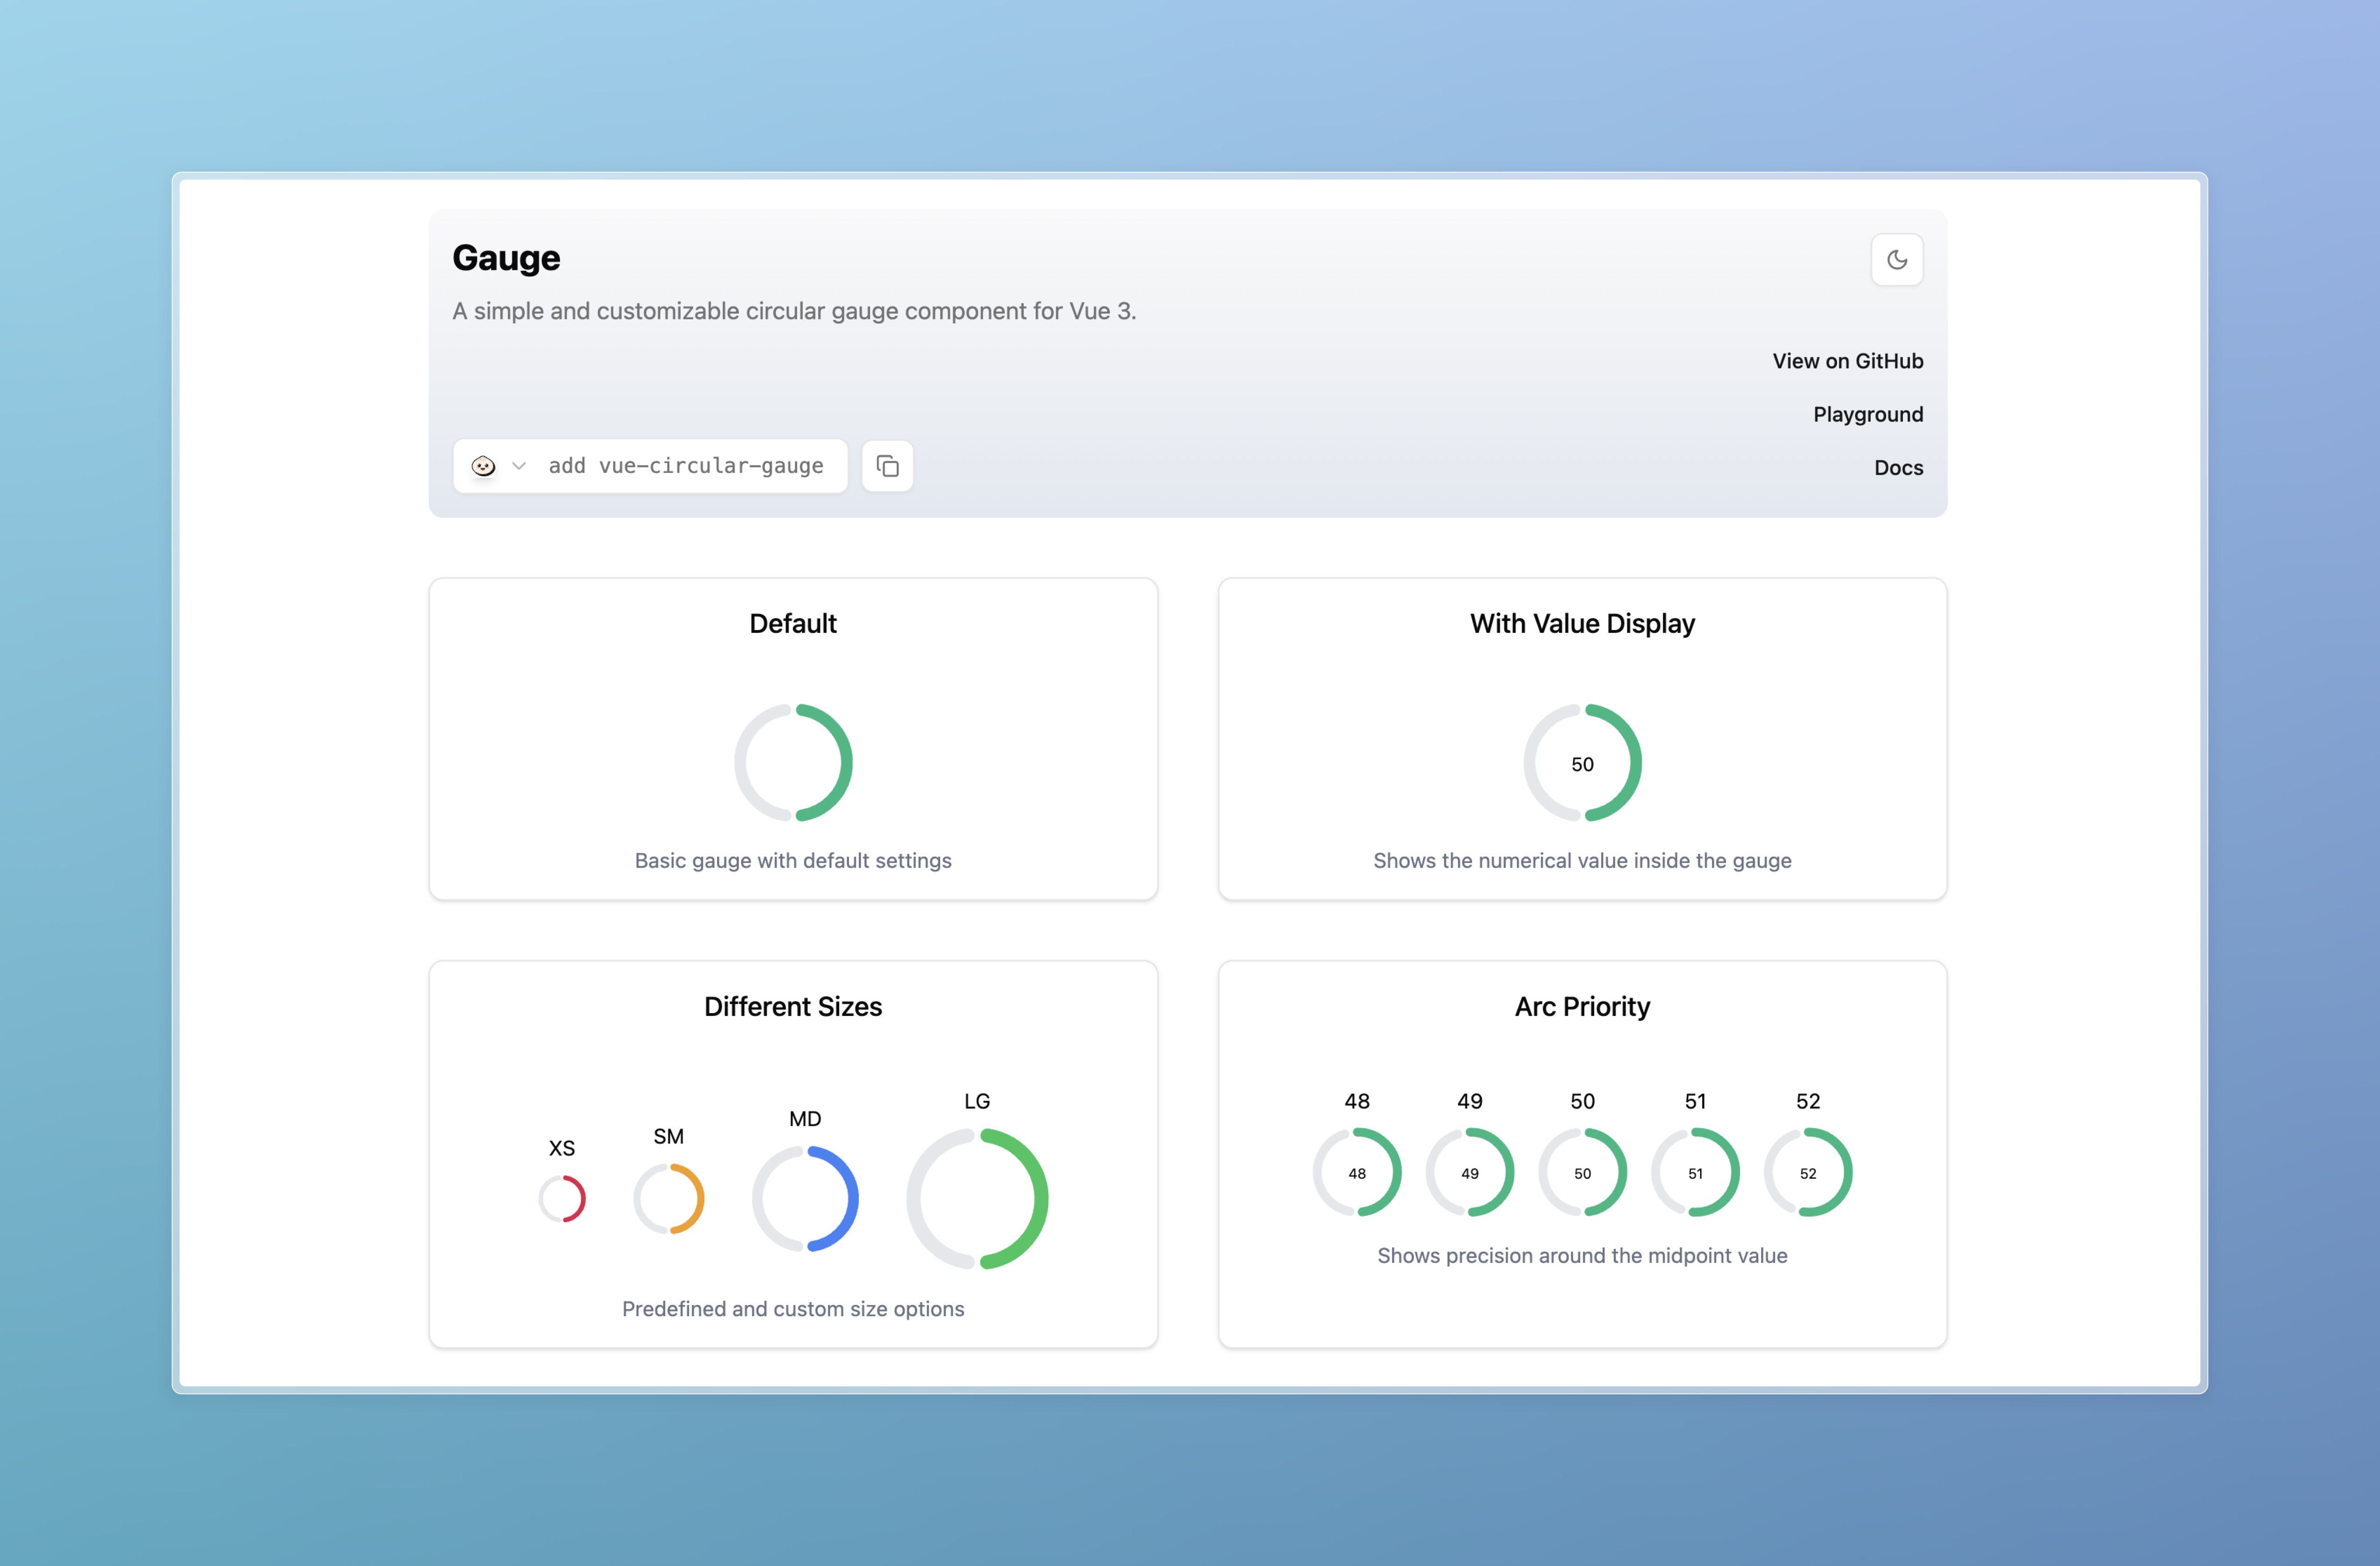 Gauge
A simple and customizable circular gauge component for Vue 3.
View on GitHub
Playground
add vue-circular-gauge
Docs
Default
Basic gauge with default settings
With Value Display
50
Shows the numerical value inside the gauge
Different Sizes
XS
SM
MD
LG
Predefined and custom size options
Arc Priority
48 49 50 51 52
48 49 50 51 52
Shows precision around the midpoint value